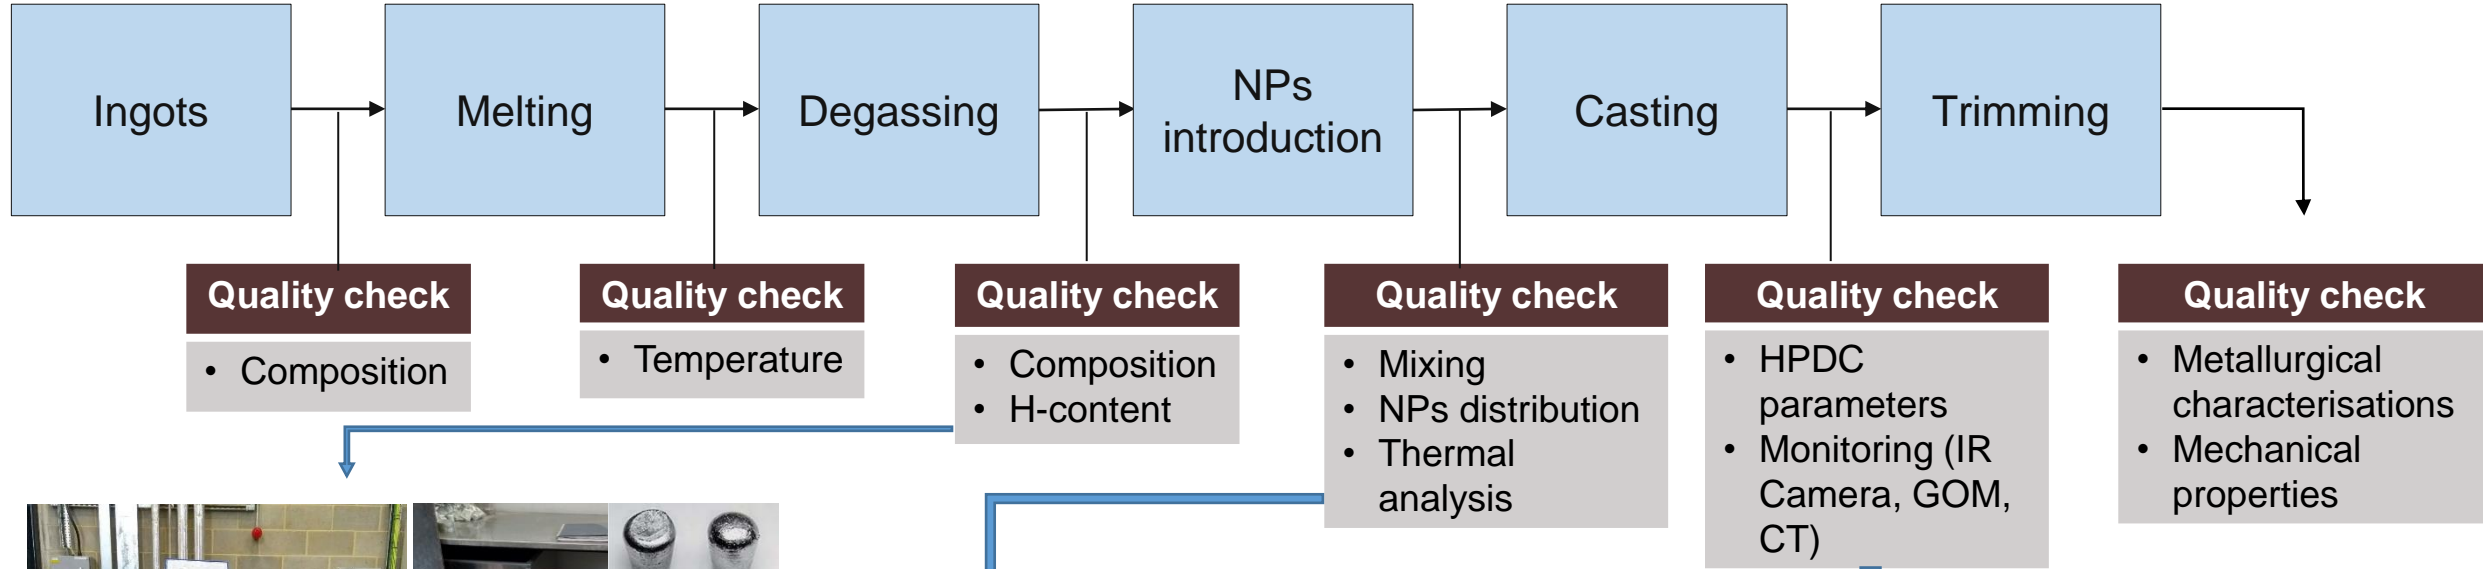 Ingots
Melting
Degassing
NPs
introduction
Casting
Trimming
Quality check
• Composition
Quality check
• Temperature
Quality check
• Composition
• H-content
Quality check
• Mixing
• NPs distribution
• Thermal
analysis
Quality check
• HPDC
parameters
• Monitoring (IR
Camera, GOM,
CT)
Quality check
• Metallurgical
characterisations
• Mechanical
properties